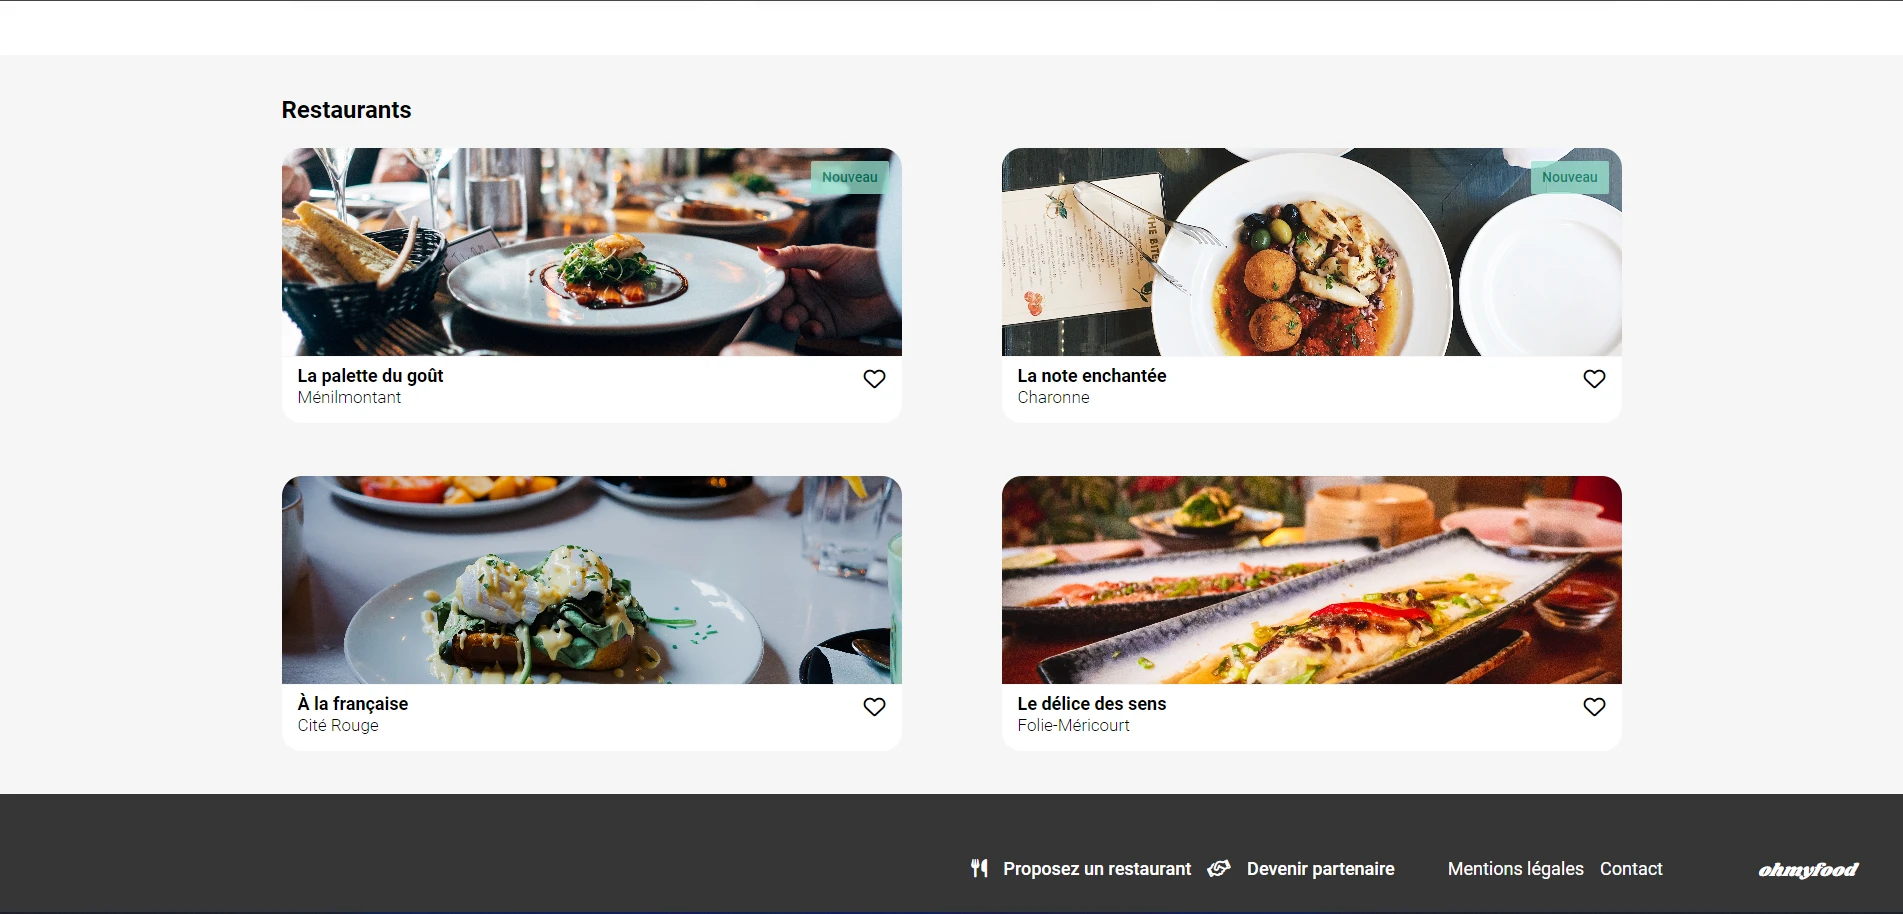 Restaurants
Nouveau
Nouveau
La palette du goût
Ménilmontant
La note enchantée
Charonne
À la française
Cité Rouge
Le délice des sens
Folie-Méricourt
Proposez un restaurant Devenir partenaire Mentions légales Contact ohmyfood